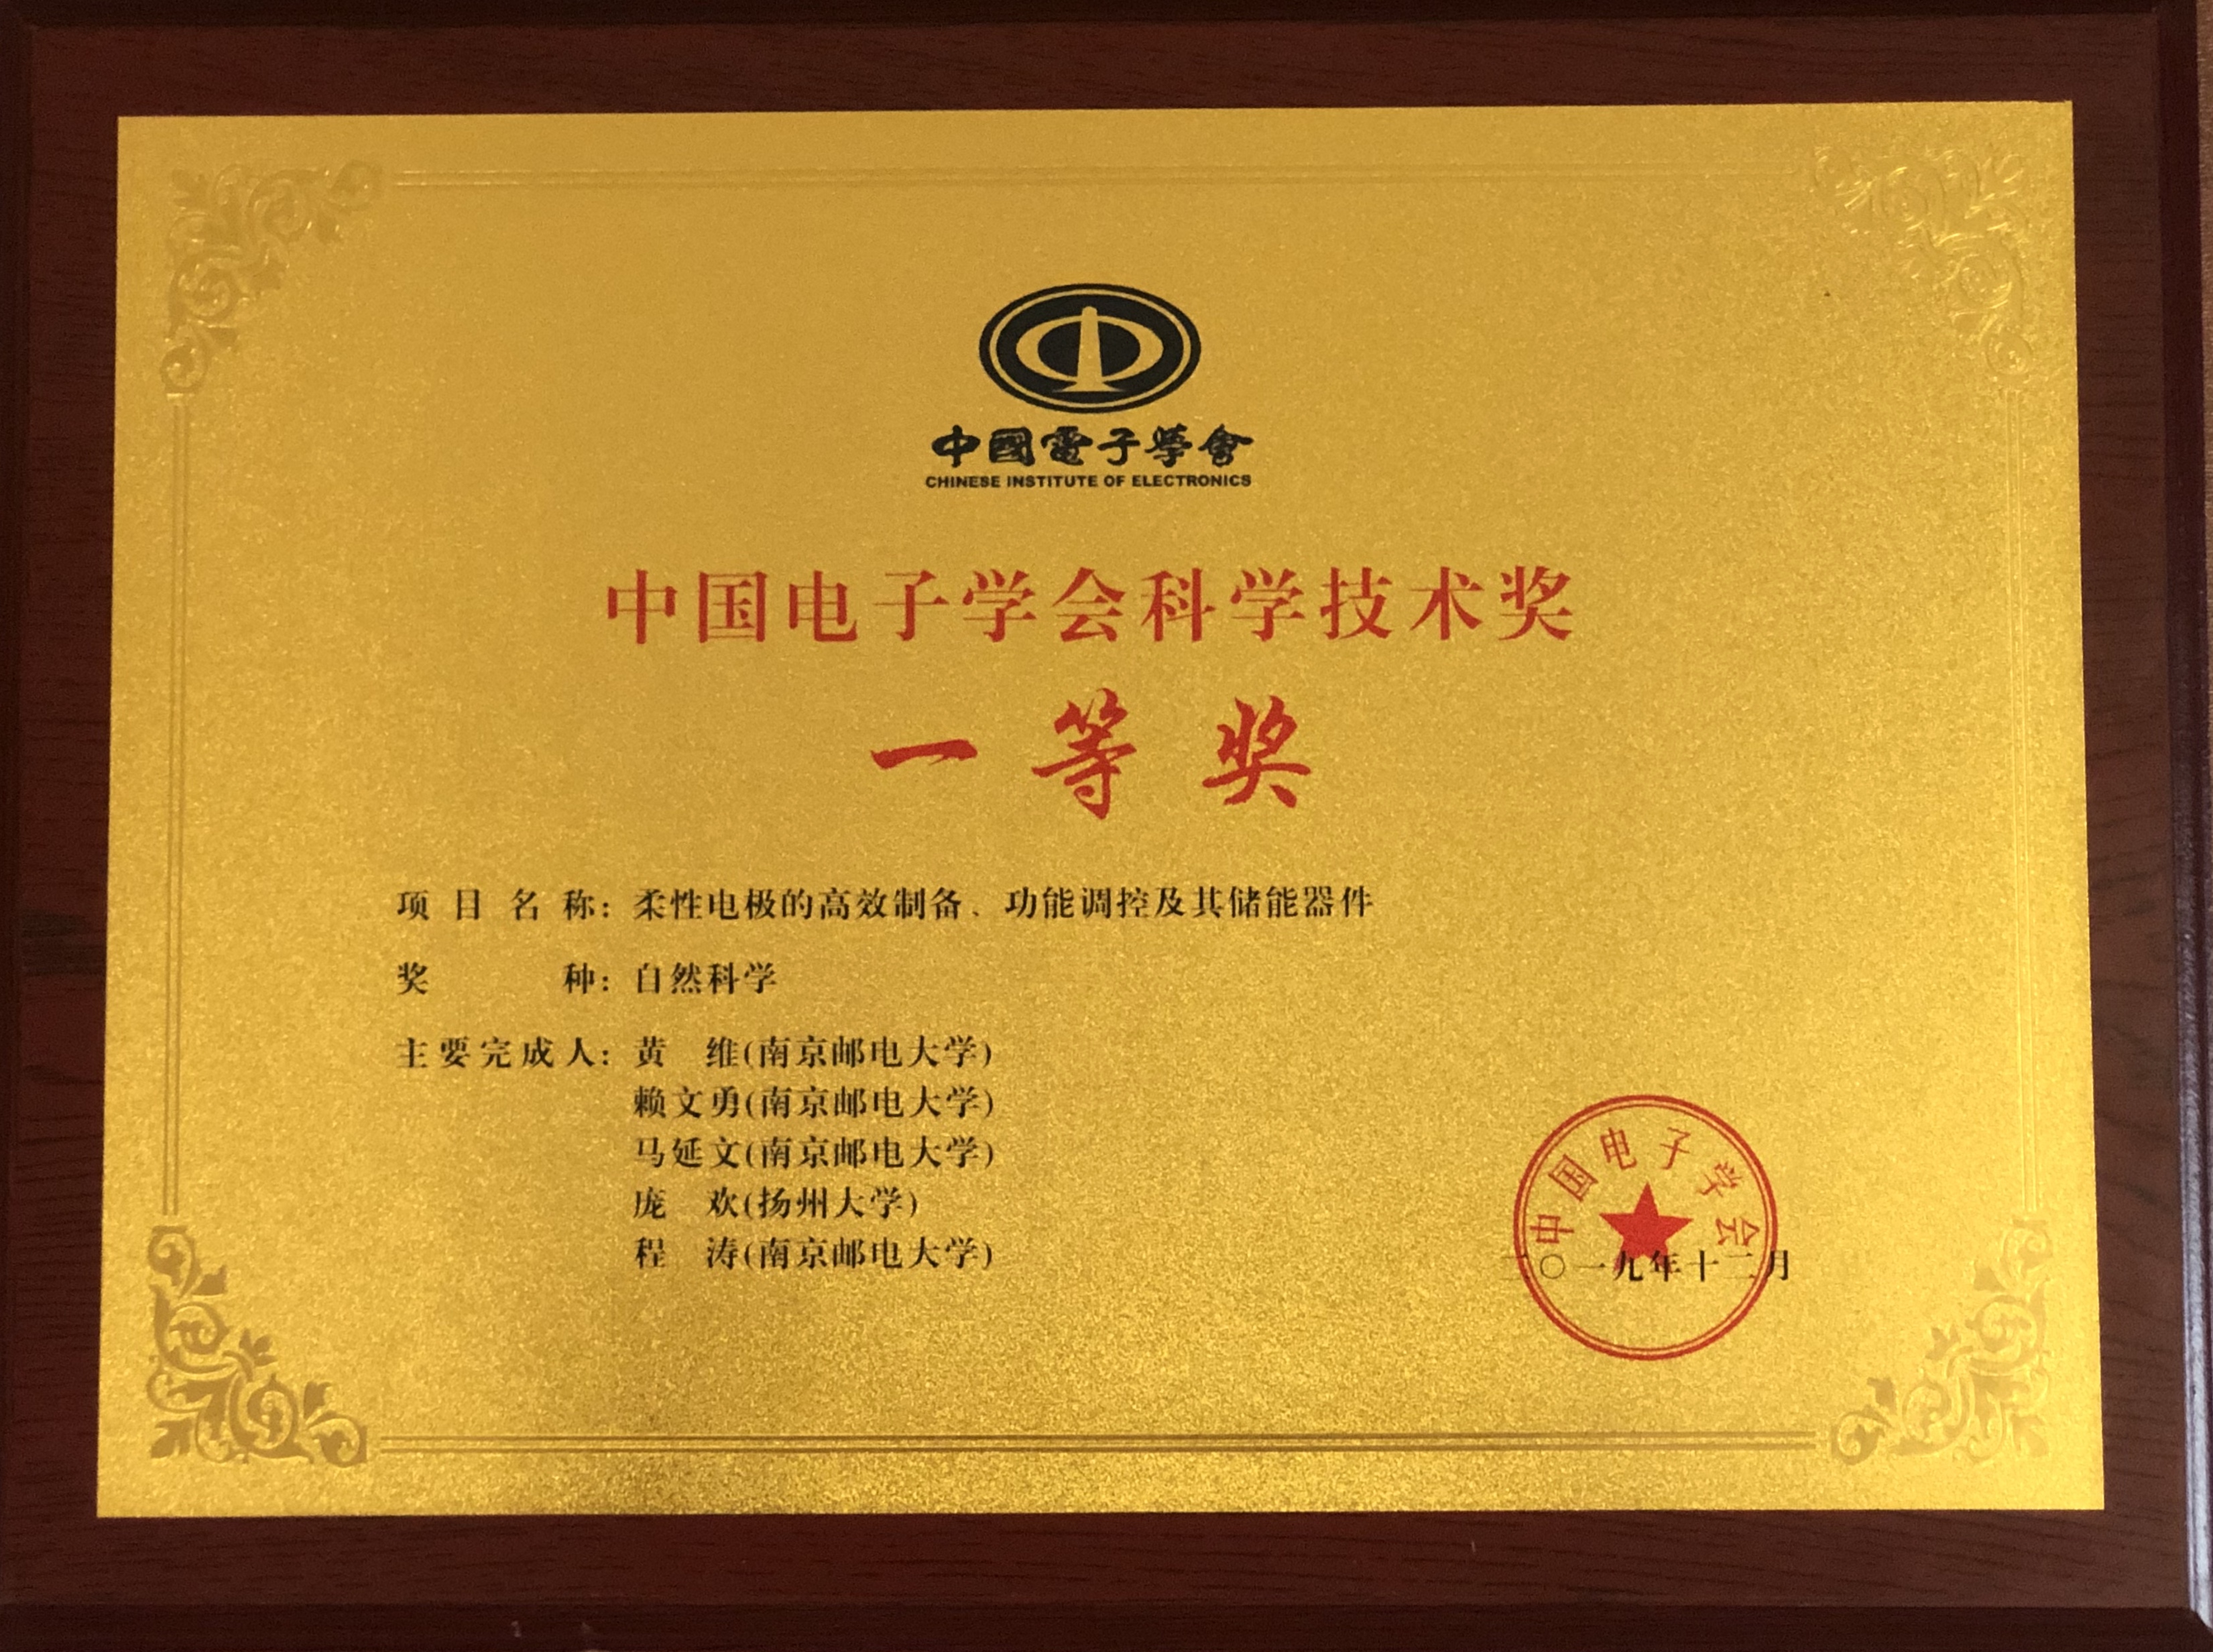 中國電子學會
CHINESE INSTITUTE OF ELECTRONICS
中国电子学会科学技术奖
一等奖
项目名称：柔性电极的高效制备、功能调控及其储能器件
奖种：自然科学
主要完成人：黄 维(南京邮电大学)
赖文勇(南京邮电大学)
马延文(南京邮电大学)
庞 欢(扬州大学)
程 涛(南京邮电大学)
中国电子学会
二〇一九年十二月